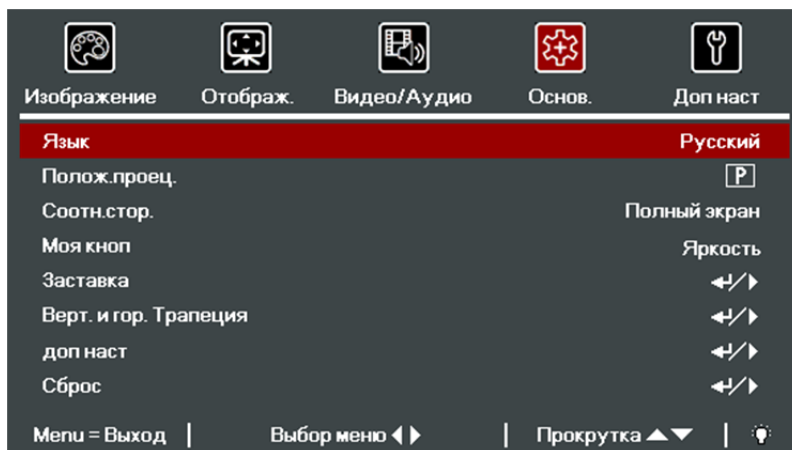 Изображение Отображ. Видео/Аудио Основ. Доп наст
Язык Русский
Полож.проец. P
Соотн.стор. Полный экран
Моя кноп Яркость
Заставка
Верт. и гор. Трапеция
доп наст
Сброс
Menu = Выход Выбор меню Прокрутка